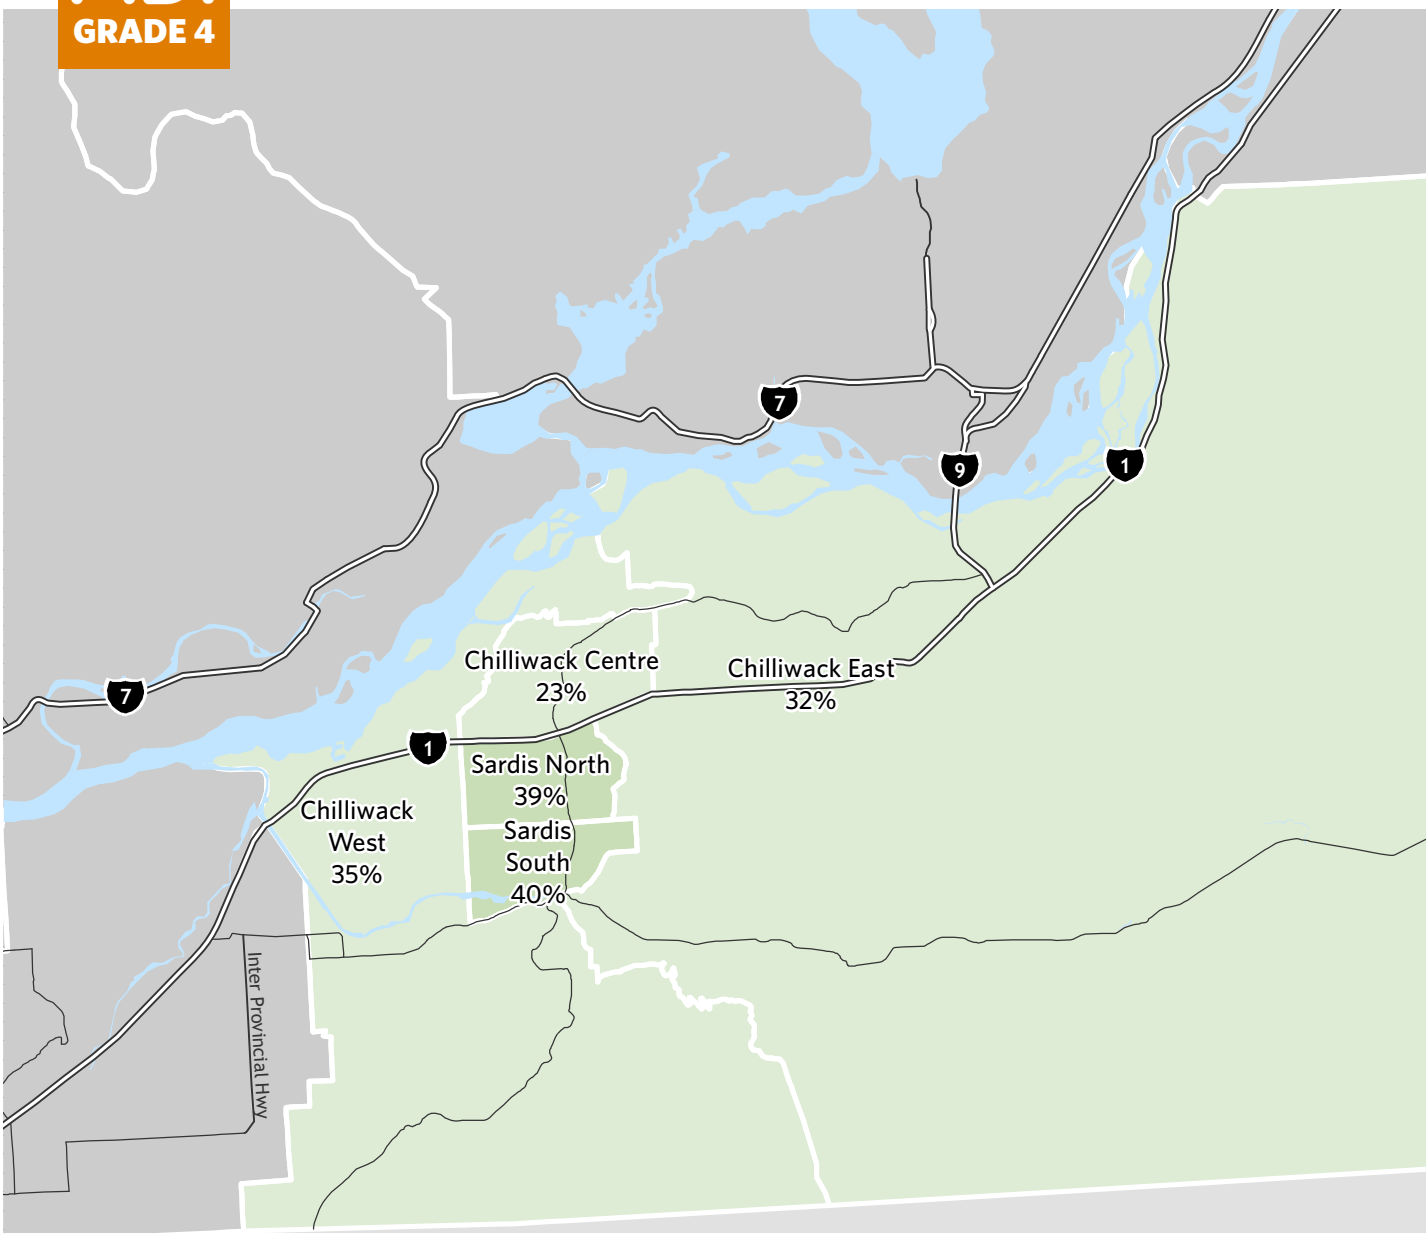 GRADE 4
7
9
1
Chilliwack Centre
23%
Chilliwack East
32%
7
1
Sardis North
39%
Chilliwack
West
35%
Sardis
South
40%
Inter Provincial Hwy